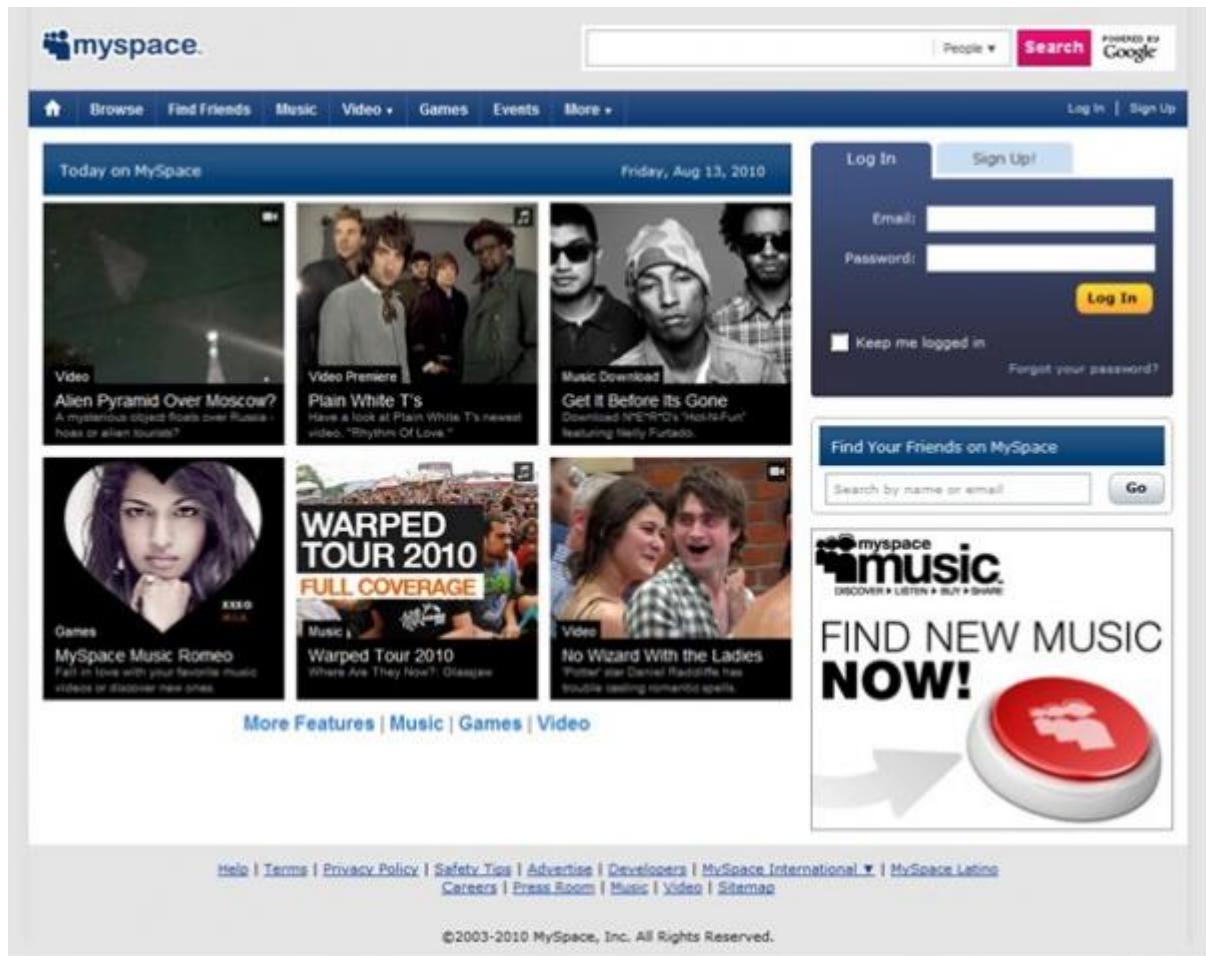 myspace.
People ▾ Search POWERED BY Google
Browse Find Friends Music Video ▾ Games Events More ▾ Log In | Sign Up
Today on MySpace Friday, Aug 13, 2010
Video
Alien Pyramid Over Moscow?
A mysterious object floats over Russia - hoax or alien tourists?
Video Premiere
Plain White T's
Have a look at Plain White T's newest video, "Rhythm Of Love."
Music Download
Get It Before Its Gone
Download N*E*R*D's "Hot-N-Fun" featuring Nelly Furtado.
XXXO
M.I.A.
Games
MySpace Music Romeo
Fall in love with your favorite music videos or discover new ones.
WARPED
TOUR 2010
FULL COVERAGE
Music
Warped Tour 2010
Where Are They Now?: Glassjaw
Video
No Wizard With the Ladies
'Potter' star Daniel Radcliffe has trouble casting romantic spells.
More Features | Music | Games | Video
Log In Sign Up!
Email:
Password:
Log In
Keep me logged in
Forgot your password?
Find Your Friends on MySpace
Search by name or email Go
myspace
music.
DISCOVER ▸ LISTEN ▸ BUY ▸ SHARE
FIND NEW MUSIC
NOW!
Help | Terms | Privacy Policy | Safety Tips | Advertise | Developers | MySpace International ▼ | MySpace Latino
Careers | Press Room | Music | Video | Sitemap
©2003-2010 MySpace, Inc. All Rights Reserved.